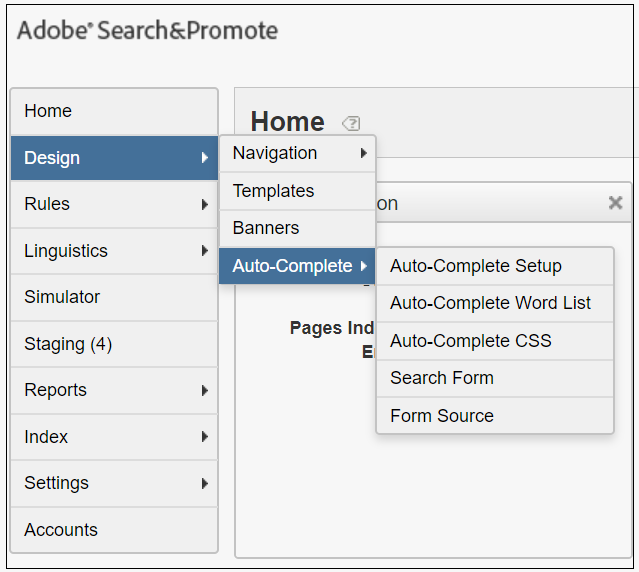 Adobe® Search&Promote
Home
Design
Rules
Linguistics
Simulator
Staging (4)
Reports
Index
Settings
Accounts
Home
Navigation
Templates
Banners
Auto-Complete
Auto-Complete Setup
Auto-Complete Word List
Auto-Complete CSS
Search Form
Form Source
on
Pages Ind